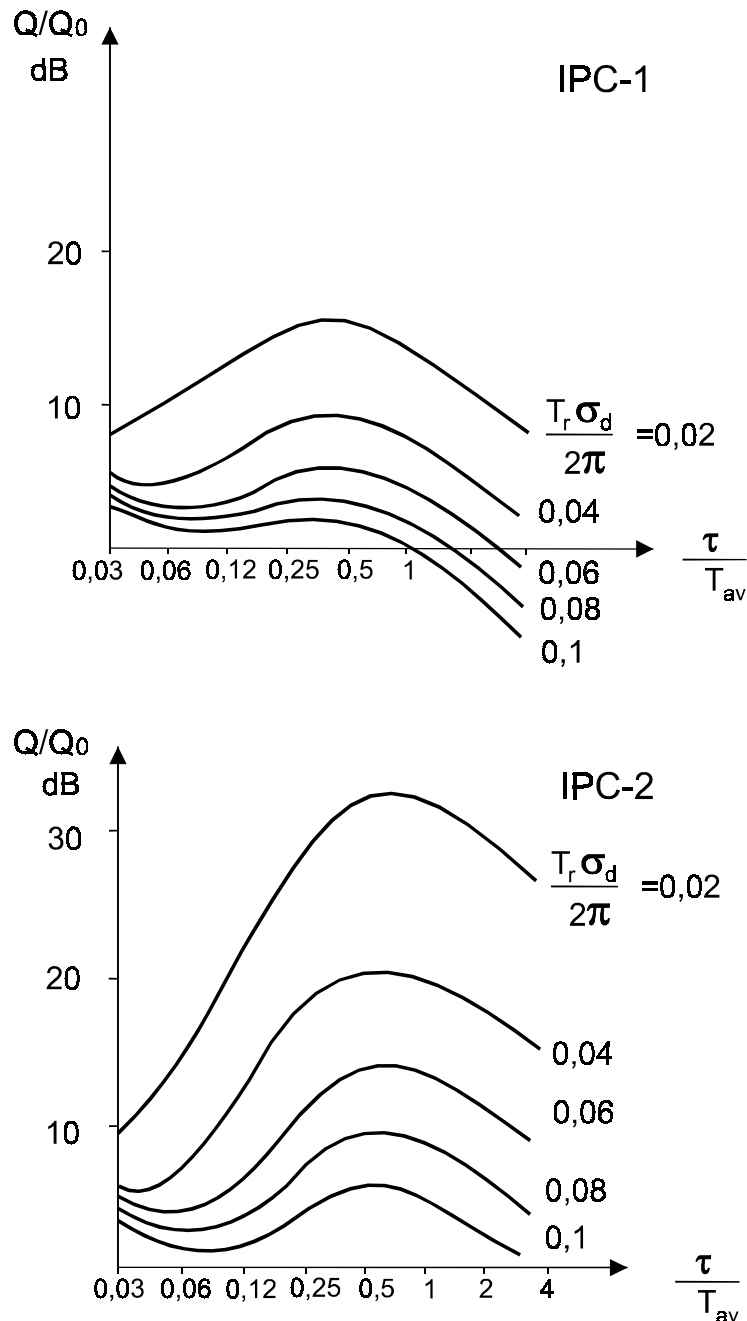 Q/Q0
dB
IPC-1
20
10
Tr σd
2π
=0,02
0,04
0,06
0,08
0,1
0,03 0,06 0,12 0,25 0,5 1
τ
Tav
Q/Q0
dB
IPC-2
30
Tr σd
2π
=0,02
20
0,04
0,06
10
0,08
0,1
0,03 0,06 0,12 0,25 0,5 1 2 4
τ
Tav